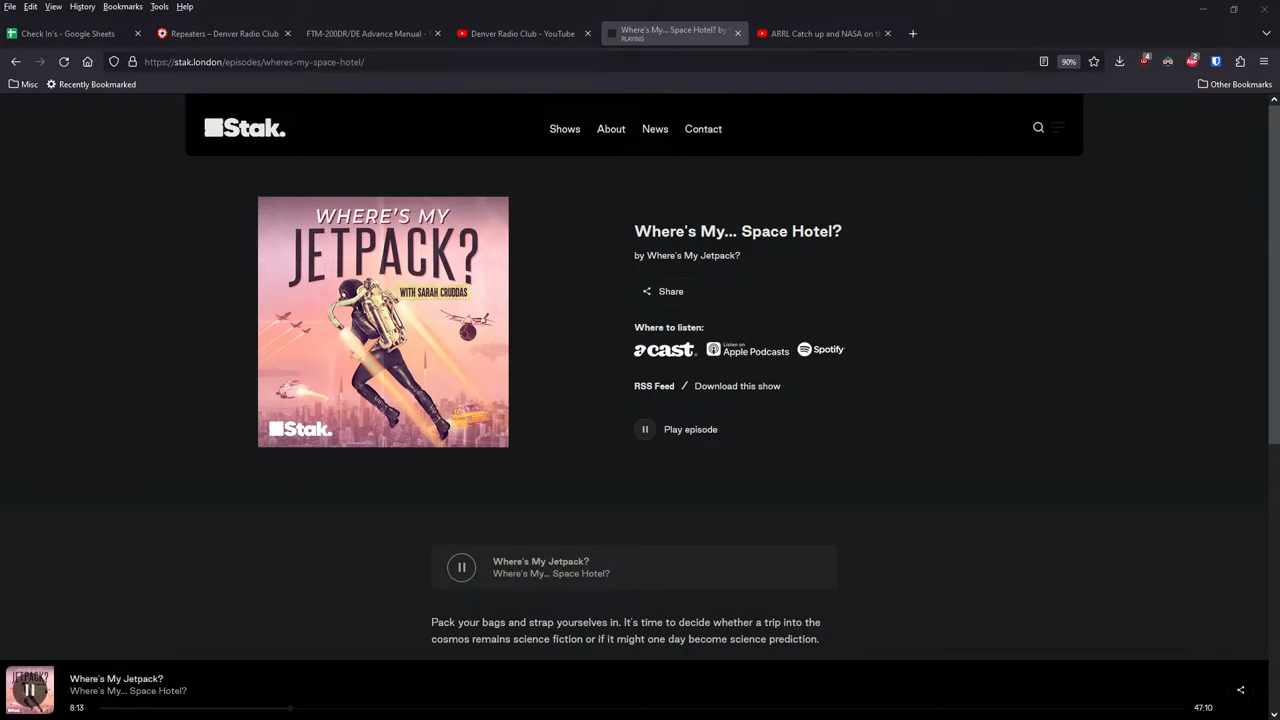 File Edit View History Bookmarks Tools Help
Check In's - Google Sheets
Repeaters – Denver Radio Club
FTM-200DR/DE Advance Manual -
Denver Radio Club - YouTube
Where's My... Space Hotel? by
PLAYING
ARRL Catch up and NASA on th
https://stak.london/episodes/wheres-my-space-hotel/
90%
4
2
Misc
Recently Bookmarked
Other Bookmarks
Stak.
Shows About News Contact
WHERE'S MY
JETPACK?
WITH SARAH CRUDDAS
Stak.
Where's My... Space Hotel?
by Where's My Jetpack?
Share
Where to listen:
acast.
Listen on
Apple Podcasts
Spotify
RSS Feed / Download this show
Play episode
Where's My Jetpack?
Where's My... Space Hotel?
Pack your bags and strap yourselves in. It's time to decide whether a trip into the
cosmos remains science fiction or if it might one day become science prediction.
JETPACK?
Where's My Jetpack?
Where's My... Space Hotel?
8:13
47:10